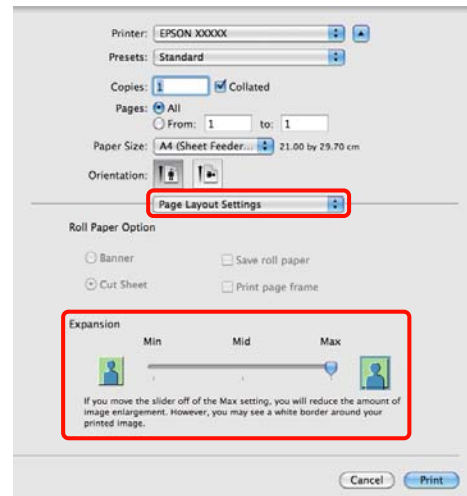 Printer: EPSON XXXXX
Presets: Standard
Copies: 1 Collated
Pages: All
From: 1 to: 1
Paper Size: A4 (Sheet Feeder... 21.00 by 29.70 cm
Orientation:
Page Layout Settings
Roll Paper Option
Banner Save roll paper
Cut Sheet Print page frame
Expansion
Min Mid Max
If you move the slider off of the Max setting, you will reduce the amount of
image enlargement. However, you may see a white border around your
printed image.
Cancel Print